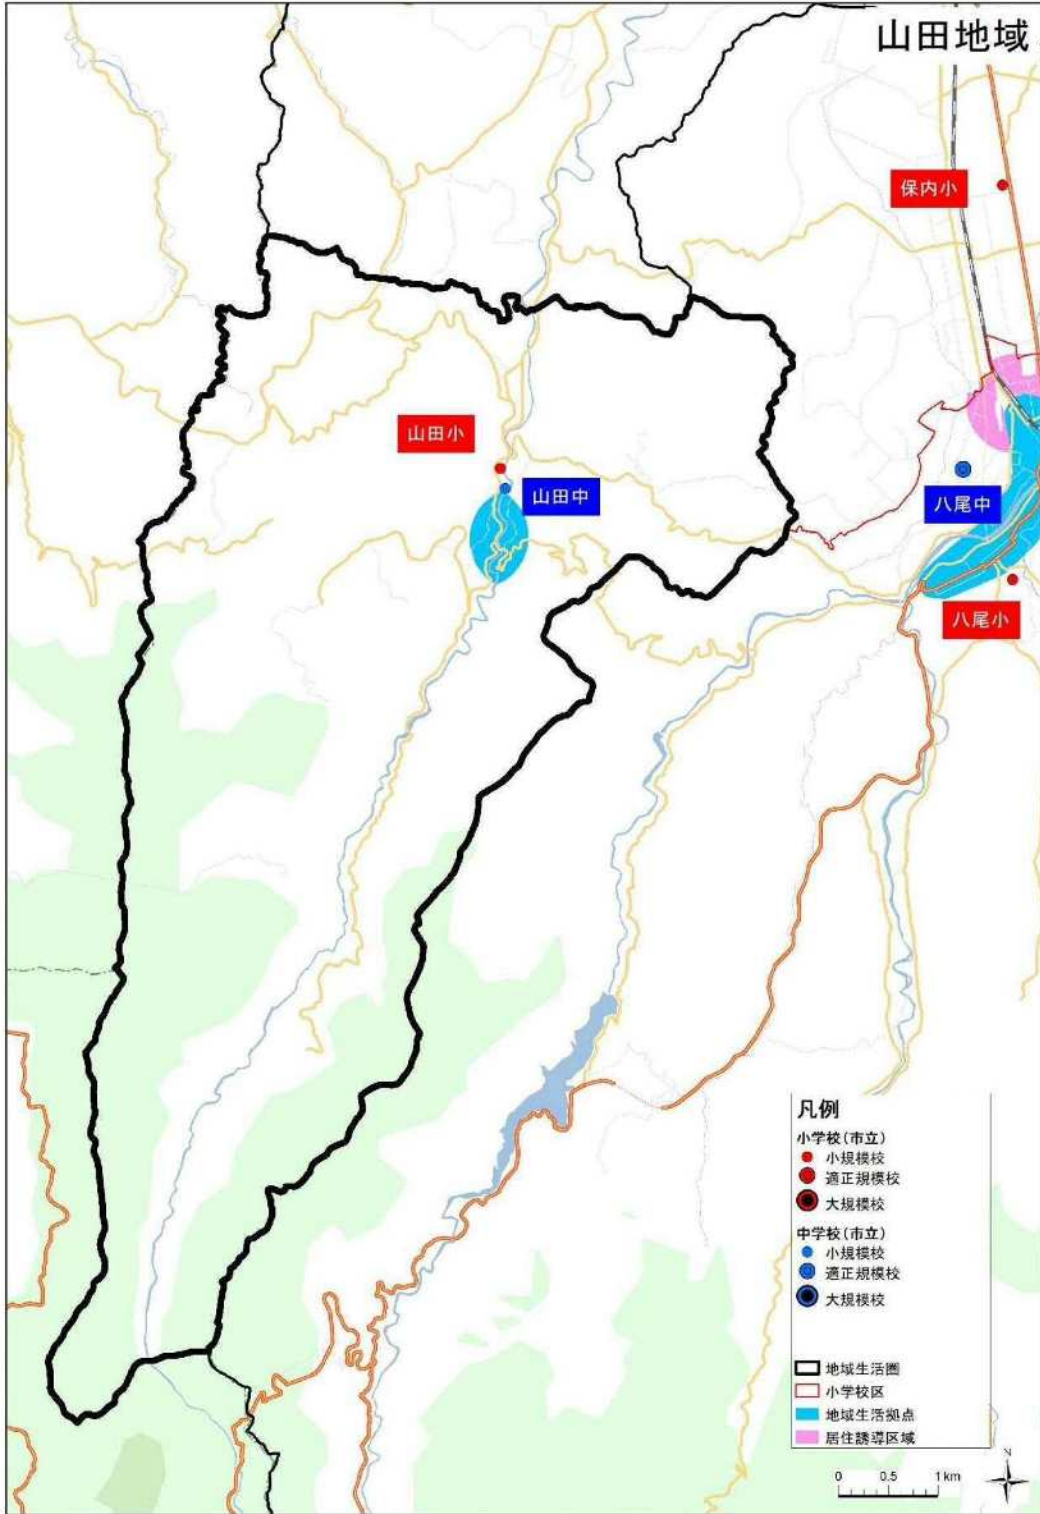 山田地域
保内小
山田小
山田中
八尾中
八尾小
凡例
小学校(市立)
小規模校
適正規模校
大規模校
中学校(市立)
小規模校
適正規模校
大規模校
地域生活圏
小学校区
地域生活拠点
居住誘導区域
0 0.5 1 km
N